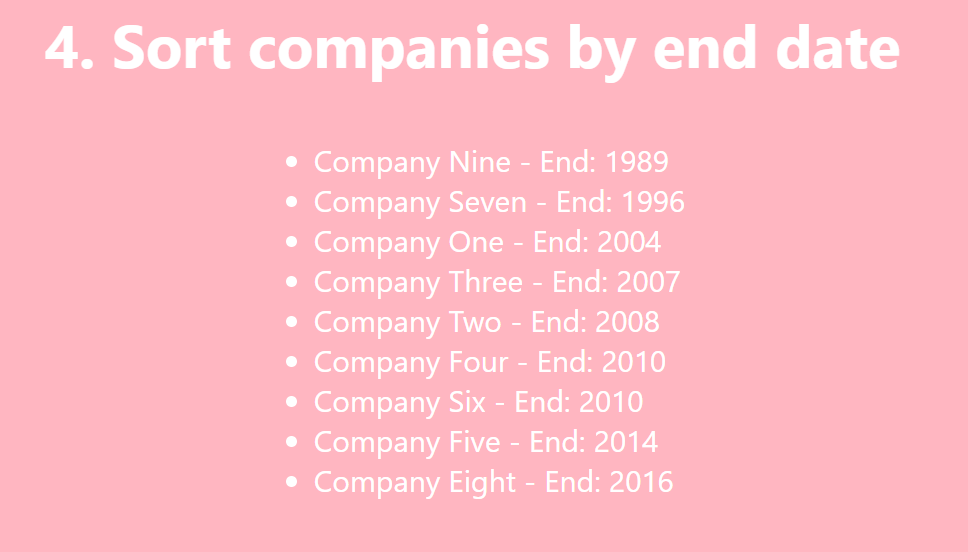 4. Sort companies by end date
• Company Nine - End: 1989
• Company Seven - End: 1996
• Company One - End: 2004
• Company Three - End: 2007
• Company Two - End: 2008
• Company Four - End: 2010
• Company Six - End: 2010
• Company Five - End: 2014
• Company Eight - End: 2016